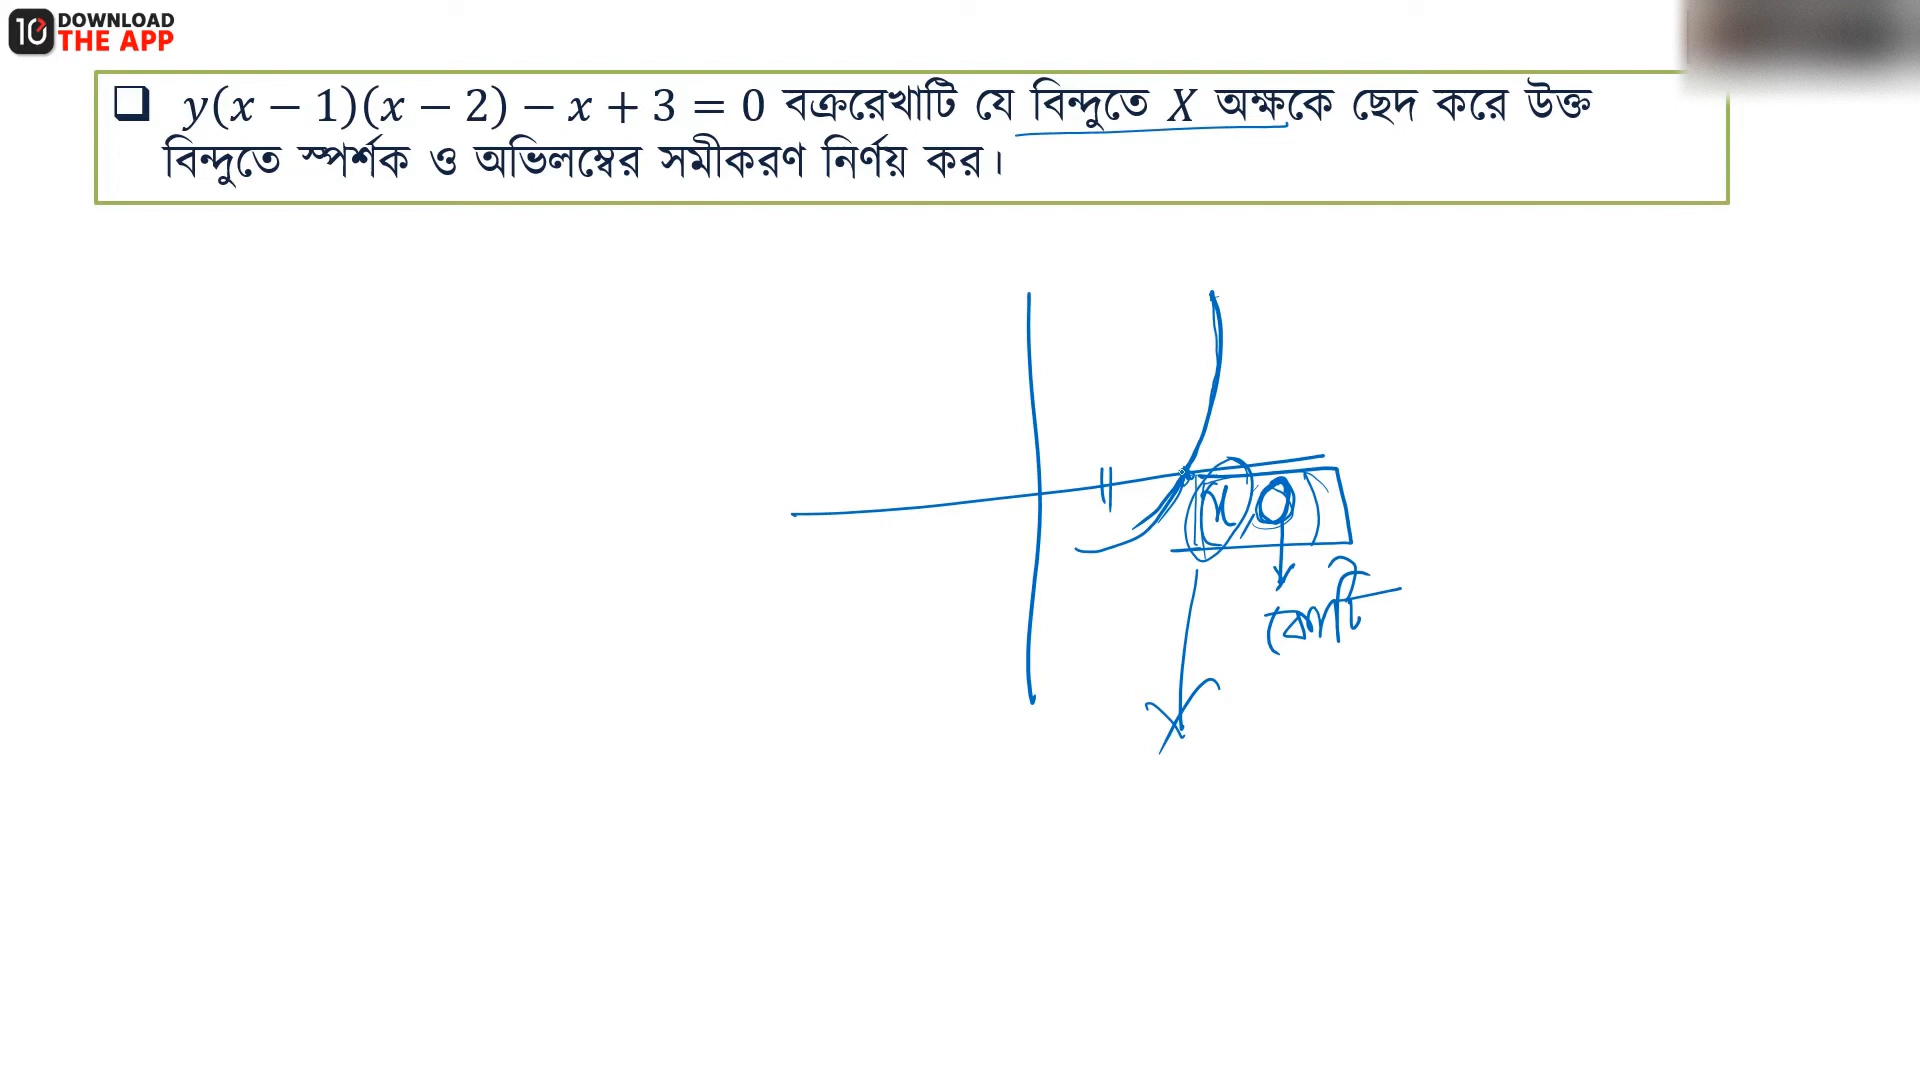 10 DOWNLOAD
THE APP
❑ y(x − 1)(x − 2) − x + 3 = 0 বক্ররেখাটি যে বিন্দুতে X অক্ষকে ছেদ করে উক্ত
বিন্দুতে স্পর্শক ও অভিলম্বের সমীকরণ নির্ণয় কর।
(x, 0)
কোটি